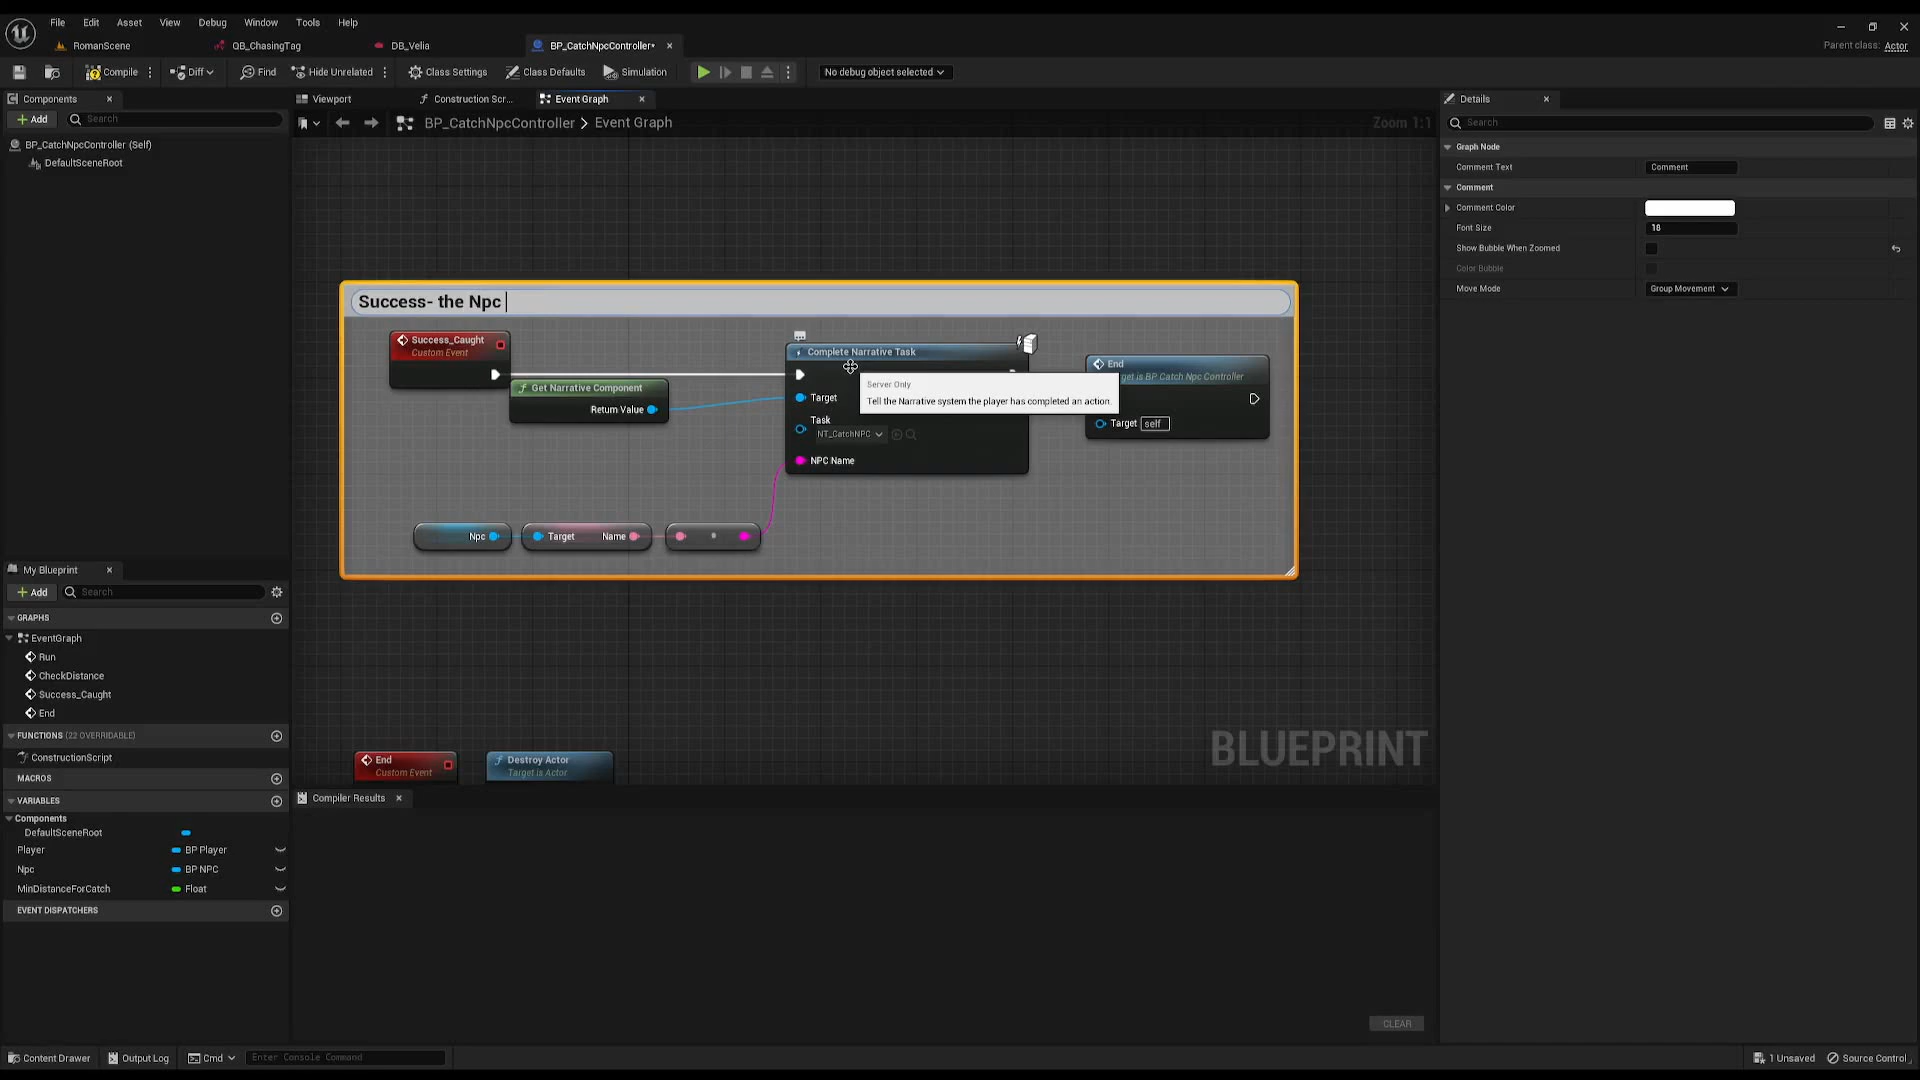 File Edit Asset View Debug Window Tools Help
RomanScene QB_ChasingTag DB_Velia BP_CatchNpcController*
Parent class: Actor
Compile Diff Find Hide Unrelated Class Settings Class Defaults Simulation No debug object selected
Components
Add Search
BP_CatchNpcController (Self)
DefaultSceneRoot
Viewport Construction Scr... Event Graph
BP_CatchNpcController > Event Graph
Zoom 1:1
Success- the Npc
Success_Caught
Custom Event
Get Narrative Component
Return Value
Complete Narrative Task
Target
Task
NT_CatchNPC
NPC Name
Server Only
Tell the Narrative system the player has completed an action.
End
get is BP Catch Npc Controller
Target self
Npc Target Name
End
Custom Event
Destroy Actor
Target is Actor
BLUEPRINT
My Blueprint
Add Search
GRAPHS
EventGraph
Run
CheckDistance
Success_Caught
End
FUNCTIONS (22 OVERRIDABLE)
ConstructionScript
MACROS
VARIABLES
Components
DefaultSceneRoot
Player BP Player
Npc BP NPC
MinDistanceForCatch Float
EVENT DISPATCHERS
Compiler Results
CLEAR
Details
Search
Graph Node
Comment Text Comment
Comment
Comment Color
Font Size 18
Show Bubble When Zoomed
Color Bubble
Move Mode Group Movement
Content Drawer Output Log Cmd Enter Console Command
1 Unsaved Source Control